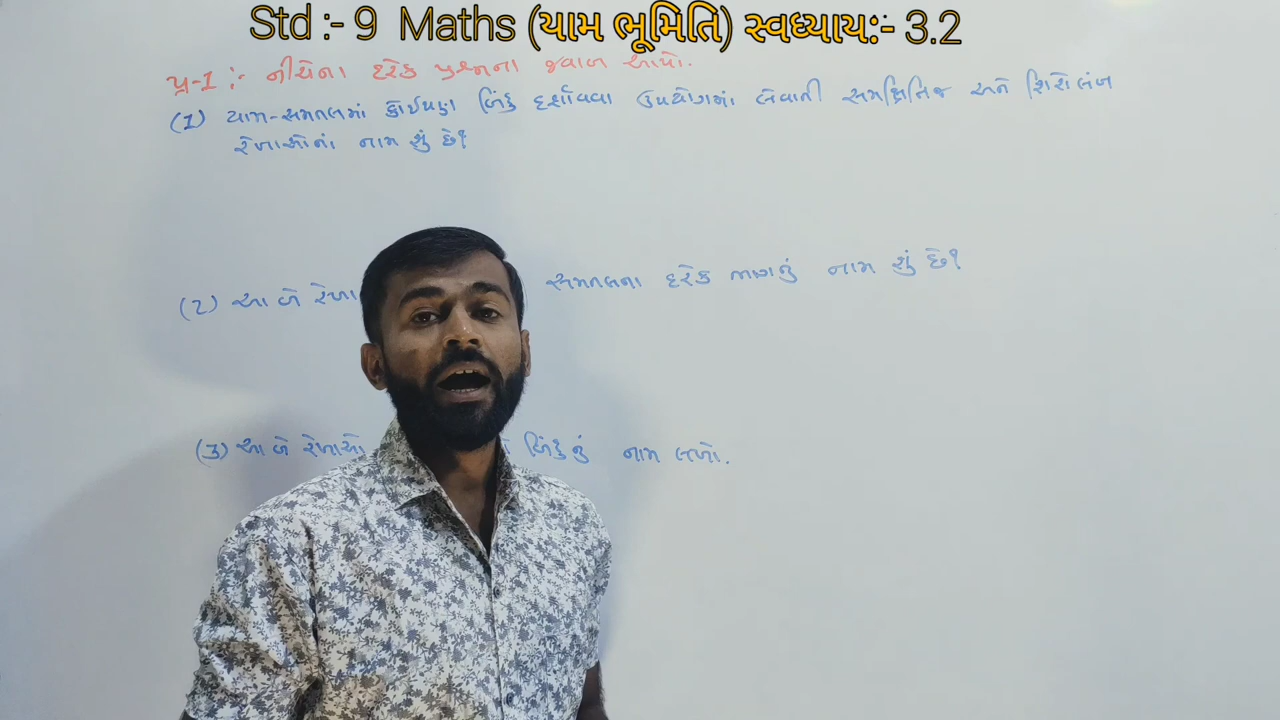 Std :- 9 Maths (યામ ભૂમિતિ) સ્વધ્યાય:- 3.2
પ્ર-1 :- નીચેના દરેક પ્રશ્નના જવાબ આપો.
(1) યામ-સમતલમાં કોઈપણ બિંદુ દર્શાવવા ઉપયોગમાં લેવાતી સમક્ષિતિજ અને શિરોલંબ
રેખાઓનાં નામ શું છે?
(2) આ બે રેખા સમતલના દરેક ભાગનું નામ શું છે?
(3) આ બે રેખાઓ બિંદુનું નામ લખો.